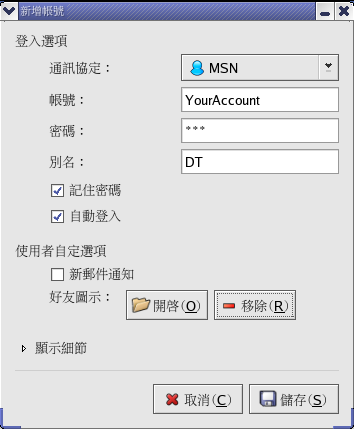 新增帳號
登入選項
通訊協定： MSN
帳號： YourAccount
密碼： ***
別名： DT
記住密碼
自動登入
使用者自定選項
新郵件通知
好友圖示： 開啓(O) 移除(R)
顯示細節
取消(C) 儲存(S)